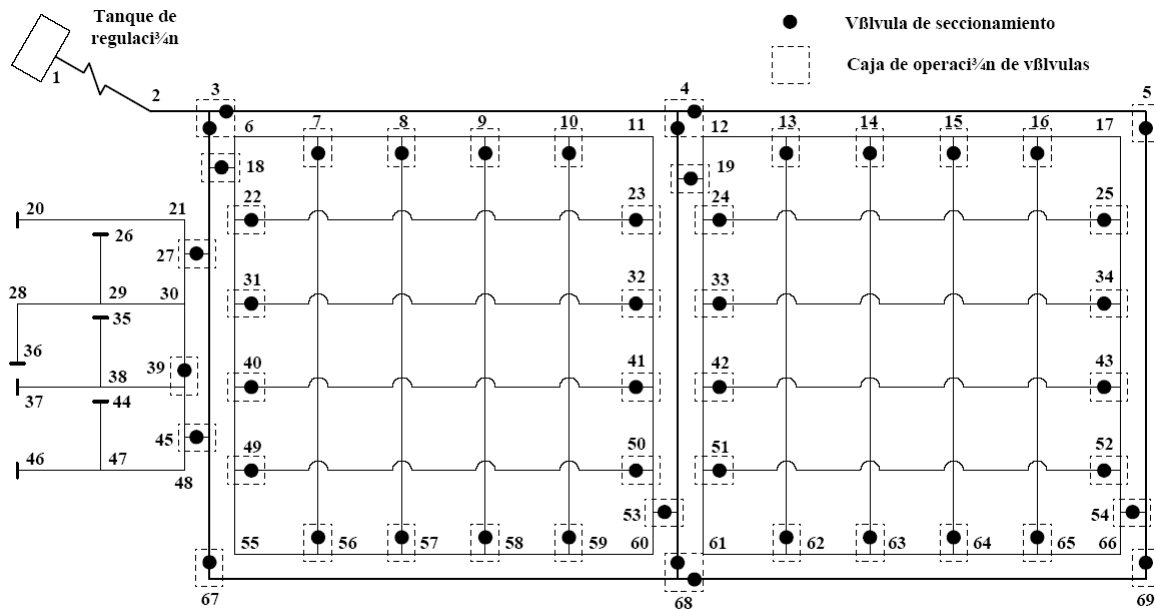 Tanque de
regulaci¾n
Vßlvula de seccionamiento
Caja de operaci¾n de vßlvulas
1
2 3 4 5
6 7 8 9 10 11 12 13 14 15 16 17
18 19
20 21 22 23 24 25
26
27
28 29 30 31 32 33 34
35
36
37 38 39 40 41 42 43
44
45
46 47 48 49 50 51 52
53 54
55 56 57 58 59 60 61 62 63 64 65 66
67 68 69